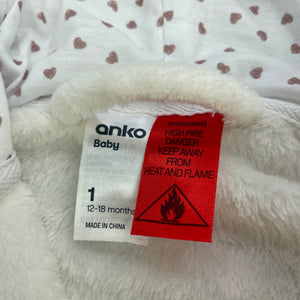 anko
Baby
1
12-18 months
MADE IN CHINA
WARNING
HIGH FIRE
DANGER
KEEP AWAY
FROM
HEAT AND FLAME